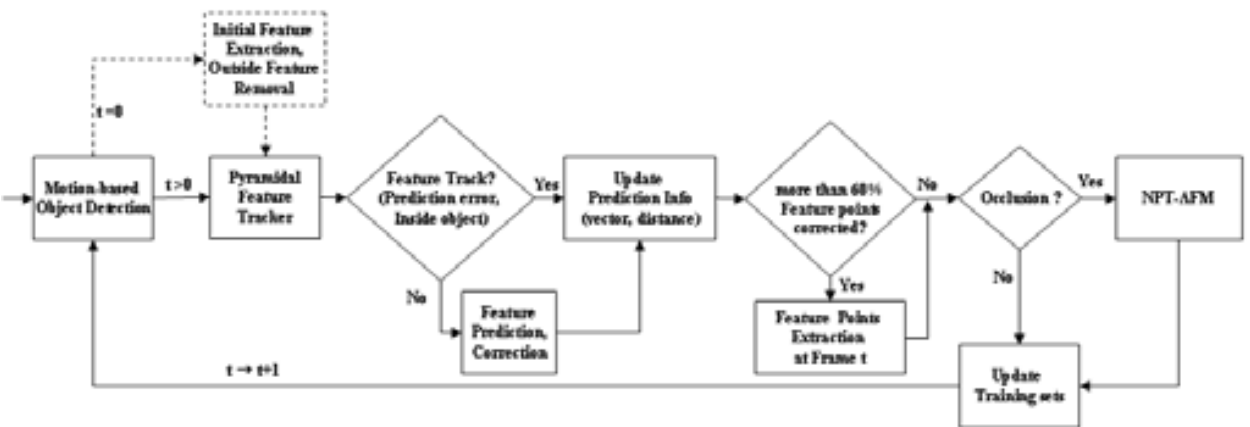 Initial Feature
Extraction,
Outside Feature
Removal
t =0
Motion-based
Object Detection
t >0
Pyramidal
Feature
Tracker
Feature Track?
(Prediction error,
Inside object)
Yes
No
Feature
Prediction,
Correction
Update
Prediction Info
(vector, distance)
more than 60%
Feature points
corrected?
No
Yes
Feature Points
Extraction
at Frame t
Occlusion ?
Yes
No
NPT-AFM
Update
Training sets
t → t+1